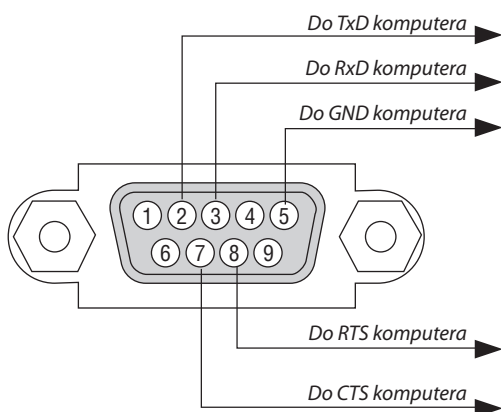 Do TxD komputera
Do RxD komputera
Do GND komputera
1 2 3 4 5
6 7 8 9
Do RTS komputera
Do CTS komputera